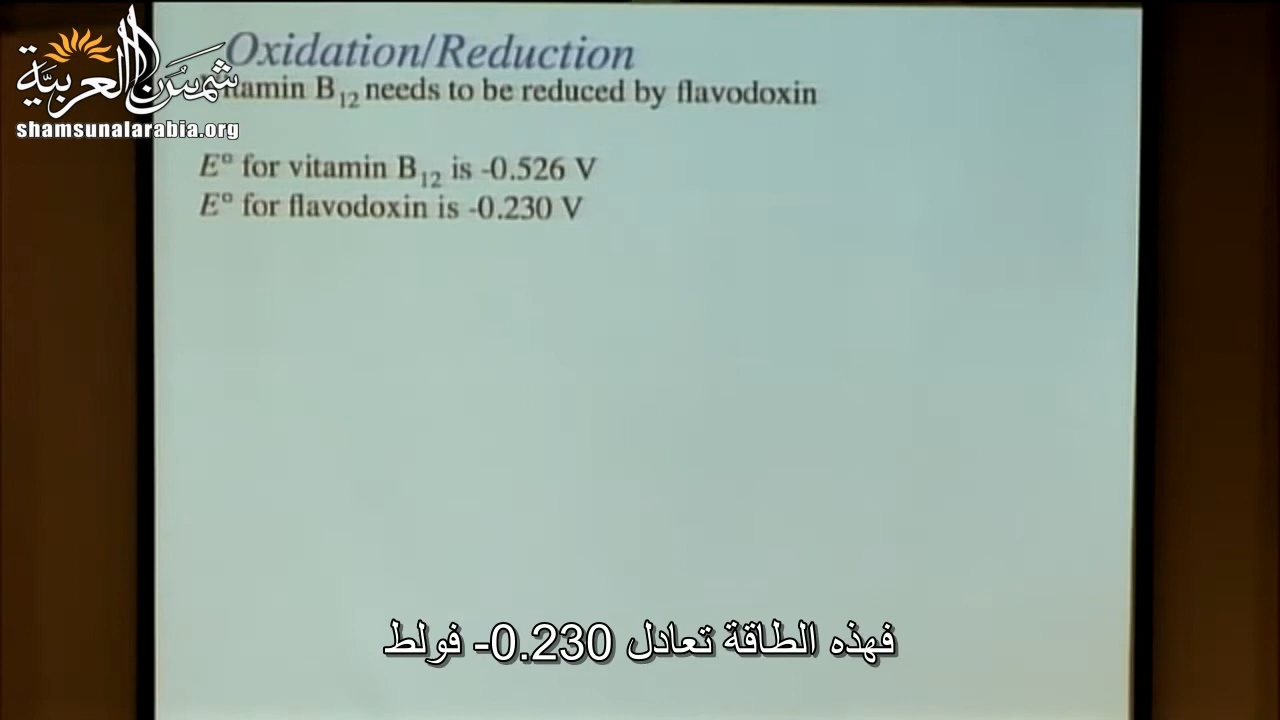 شمس العربية
shamsunalarabia.org
Oxidation/Reduction
tamin B12 needs to be reduced by flavodoxin
E° for vitamin B12 is -0.526 V
E° for flavodoxin is -0.230 V
فهذه الطاقة تعادل 0.230- فولط